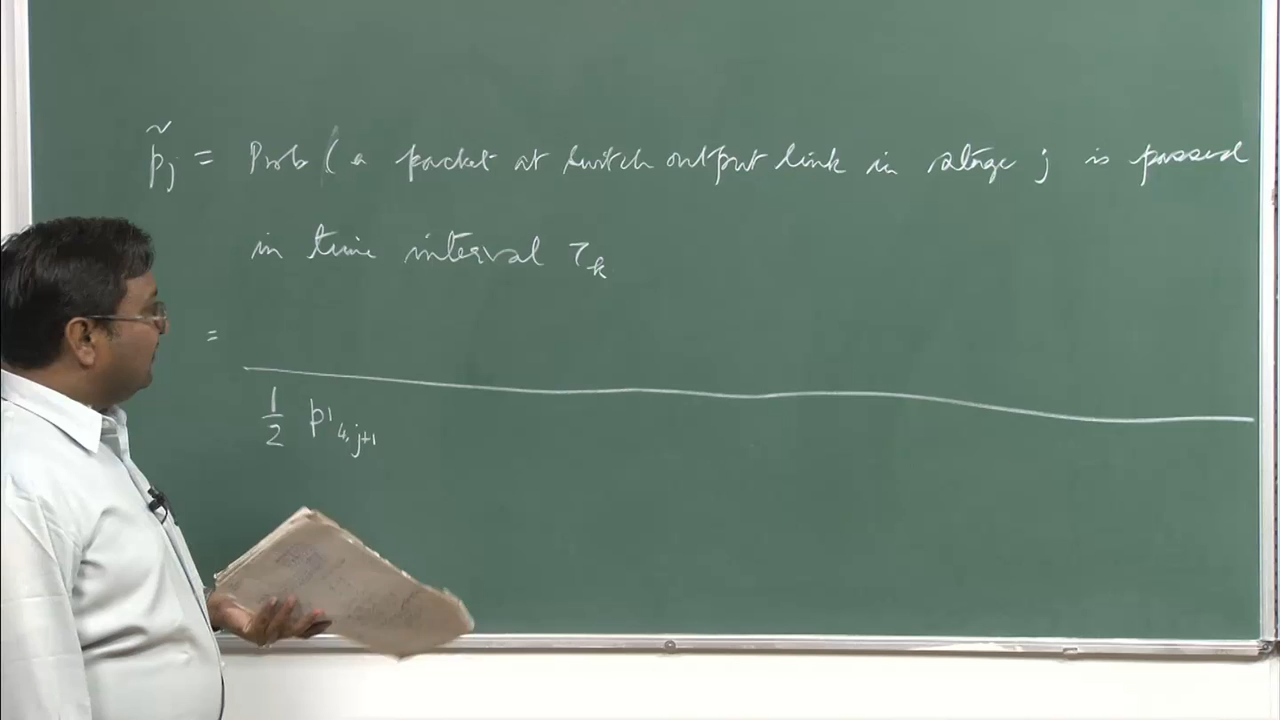 p̃j = Prob (a packet at switch output link in stage j is passed
in time interval τk
=
1/2 p'4,j+1